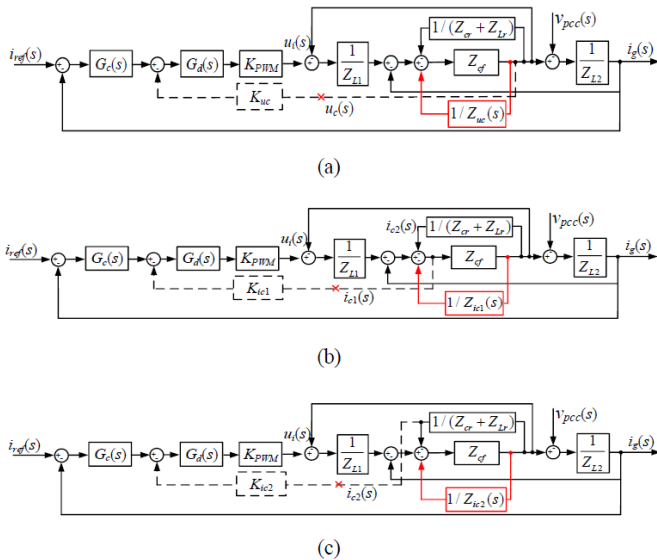 i_ref(s) G_c(s) G_d(s) K_PWM u_i(s) 1/Z_L1 1/(Z_cr + Z_Lr) Z_cf v_pcc(s) 1/Z_L2 i_g(s)
K_uc u_c(s) 1/Z_uc(s)
(a)
i_ref(s) G_c(s) G_d(s) K_PWM u_i(s) 1/Z_L1 i_c2(s) 1/(Z_cr + Z_Lr) Z_cf v_pcc(s) 1/Z_L2 i_g(s)
K_ic1 i_c1(s) 1/Z_ic1(s)
(b)
i_ref(s) G_c(s) G_d(s) K_PWM u_i(s) 1/Z_L1 1/(Z_cr + Z_Lr) Z_cf v_pcc(s) 1/Z_L2 i_g(s)
K_ic2 i_c2(s) 1/Z_ic2(s)
(c)